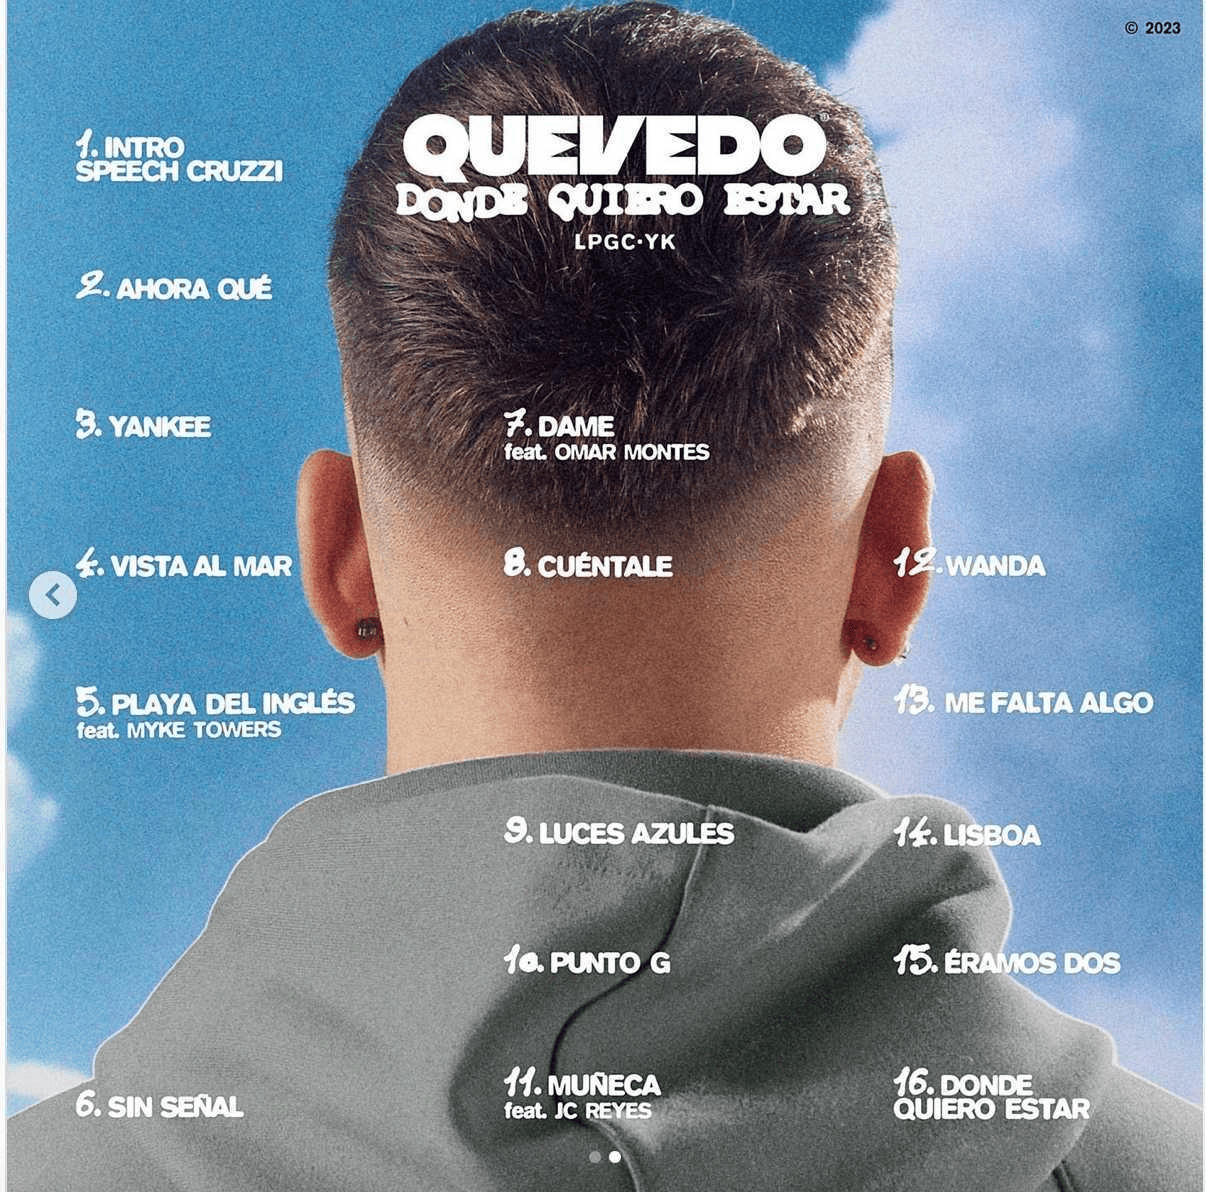 © 2023
QUEVEDO®
DONDE QUIERO ESTAR
LPGC·YK
1. INTRO
SPEECH CRUZZI
2. AHORA QUÉ
3. YANKEE
4. VISTA AL MAR
5. PLAYA DEL INGLÉS
feat. MYKE TOWERS
6. SIN SEÑAL
7. DAME
feat. OMAR MONTES
8. CUÉNTALE
9. LUCES AZULES
10. PUNTO G
11. MUÑECA
feat. JC REYES
12. WANDA
13. ME FALTA ALGO
14. LISBOA
15. ÉRAMOS DOS
16. DONDE
QUIERO ESTAR